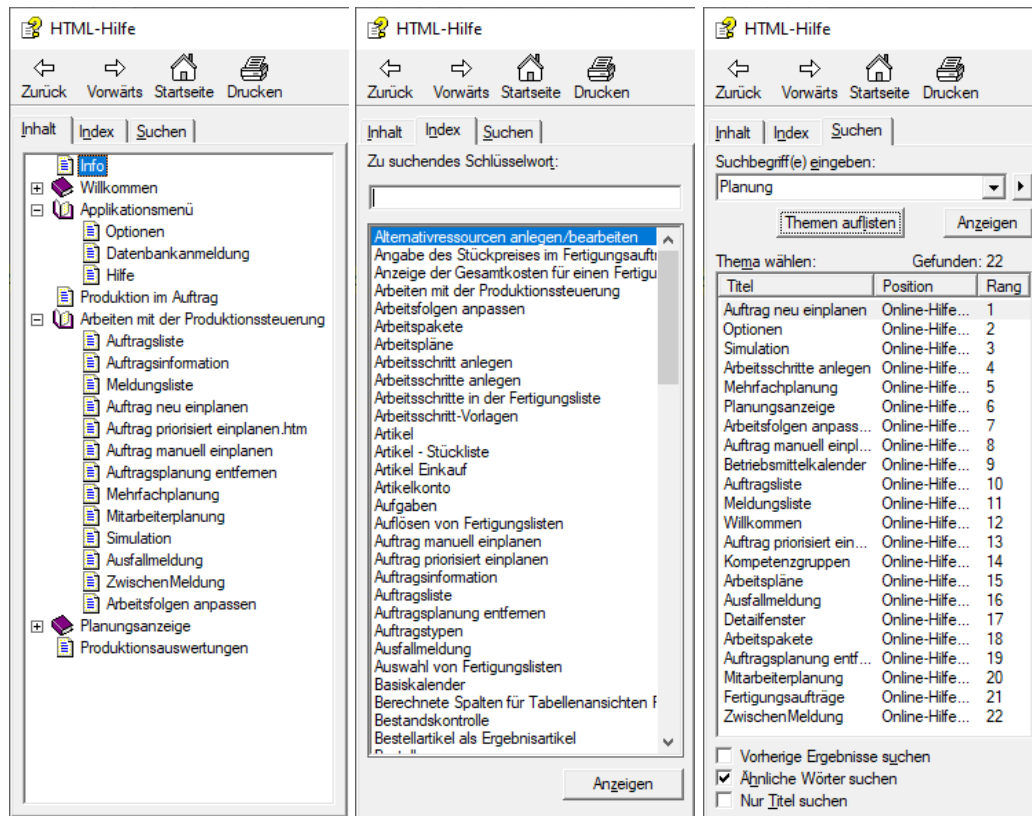 HTML-Hilfe
Zurück Vorwärts Startseite Drucken
Inhalt Index Suchen
Info
Willkommen
Applikationsmenü
Optionen
Datenbankanmeldung
Hilfe
Produktion im Auftrag
Arbeiten mit der Produktionssteuerung
Auftragsliste
Auftragsinformation
Meldungsliste
Auftrag neu einplanen
Auftrag priorisiert einplanen.htm
Auftrag manuell einplanen
Auftragsplanung entfernen
Mehrfachplanung
Mitarbeiterplanung
Simulation
Ausfallmeldung
ZwischenMeldung
Arbeitsfolgen anpassen
Planungsanzeige
Produktionsauswertungen
HTML-Hilfe
Zurück Vorwärts Startseite Drucken
Inhalt Index Suchen
Zu suchendes Schlüsselwort:
Alternativressourcen anlegen/bearbeiten
Angabe des Stückpreises im Fertigungsauftr
Anzeige der Gesamtkosten für einen Fertigu
Arbeiten mit der Produktionssteuerung
Arbeitsfolgen anpassen
Arbeitspakete
Arbeitspläne
Arbeitsschritt anlegen
Arbeitsschritte anlegen
Arbeitsschritte in der Fertigungsliste
Arbeitsschritt-Vorlagen
Artikel
Artikel - Stückliste
Artikel Einkauf
Artikelkonto
Aufgaben
Auflösen von Fertigungslisten
Auftrag manuell einplanen
Auftrag priorisiert einplanen
Auftragsinformation
Auftragsliste
Auftragsplanung entfernen
Auftragstypen
Ausfallmeldung
Auswahl von Fertigungslisten
Basiskalender
Berechnete Spalten für Tabellenansichten F
Bestandskontrolle
Bestellartikel als Ergebnisartikel
Anzeigen
HTML-Hilfe
Zurück Vorwärts Startseite Drucken
Inhalt Index Suchen
Suchbegriff(e) eingeben:
Planung
Themen auflisten Anzeigen
Thema wählen: Gefunden: 22
Titel Position Rang
Auftrag neu einplanen Online-Hilfe... 1
Optionen Online-Hilfe... 2
Simulation Online-Hilfe... 3
Arbeitsschritte anlegen Online-Hilfe... 4
Mehrfachplanung Online-Hilfe... 5
Planungsanzeige Online-Hilfe... 6
Arbeitsfolgen anpass... Online-Hilfe... 7
Auftrag manuell einpl... Online-Hilfe... 8
Betriebsmittelkalender Online-Hilfe... 9
Auftragsliste Online-Hilfe... 10
Meldungsliste Online-Hilfe... 11
Willkommen Online-Hilfe... 12
Auftrag priorisiert ein... Online-Hilfe... 13
Kompetenzgruppen Online-Hilfe... 14
Arbeitspläne Online-Hilfe... 15
Ausfallmeldung Online-Hilfe... 16
Detailfenster Online-Hilfe... 17
Arbeitspakete Online-Hilfe... 18
Auftragsplanung entf... Online-Hilfe... 19
Mitarbeiterplanung Online-Hilfe... 20
Fertigungsaufträge Online-Hilfe... 21
ZwischenMeldung Online-Hilfe... 22
Vorherige Ergebnisse suchen
Ähnliche Wörter suchen
Nur Titel suchen